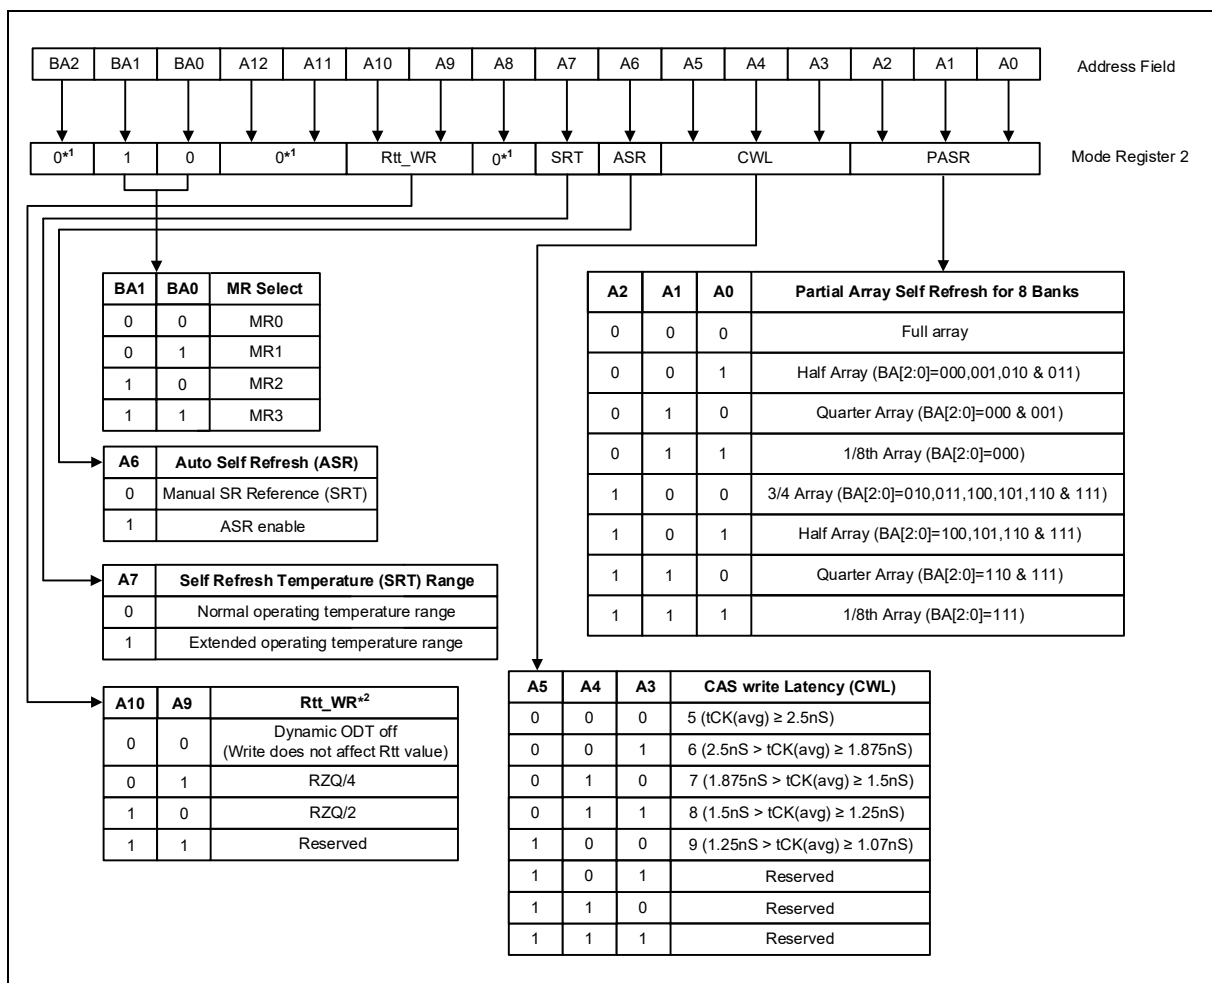 BA2 BA1 BA0 A12 A11 A10 A9 A8 A7 A6 A5 A4 A3 A2 A1 A0 Address Field
0*1 1 0 0*1 Rtt_WR 0*1 SRT ASR CWL PASR Mode Register 2
BA1 BA0 MR Select
0 0 MR0
0 1 MR1
1 0 MR2
1 1 MR3
A6 Auto Self Refresh (ASR)
0 Manual SR Reference (SRT)
1 ASR enable
A7 Self Refresh Temperature (SRT) Range
0 Normal operating temperature range
1 Extended operating temperature range
A10 A9 Rtt_WR*2
0 0 Dynamic ODT off
(Write does not affect Rtt value)
0 1 RZQ/4
1 0 RZQ/2
1 1 Reserved
A2 A1 A0 Partial Array Self Refresh for 8 Banks
0 0 0 Full array
0 0 1 Half Array (BA[2:0]=000,001,010 & 011)
0 1 0 Quarter Array (BA[2:0]=000 & 001)
0 1 1 1/8th Array (BA[2:0]=000)
1 0 0 3/4 Array (BA[2:0]=010,011,100,101,110 & 111)
1 0 1 Half Array (BA[2:0]=100,101,110 & 111)
1 1 0 Quarter Array (BA[2:0]=110 & 111)
1 1 1 1/8th Array (BA[2:0]=111)
A5 A4 A3 CAS write Latency (CWL)
0 0 0 5 (tCK(avg) ≥ 2.5nS)
0 0 1 6 (2.5nS > tCK(avg) ≥ 1.875nS)
0 1 0 7 (1.875nS > tCK(avg) ≥ 1.5nS)
0 1 1 8 (1.5nS > tCK(avg) ≥ 1.25nS)
1 0 0 9 (1.25nS > tCK(avg) ≥ 1.07nS)
1 0 1 Reserved
1 1 0 Reserved
1 1 1 Reserved